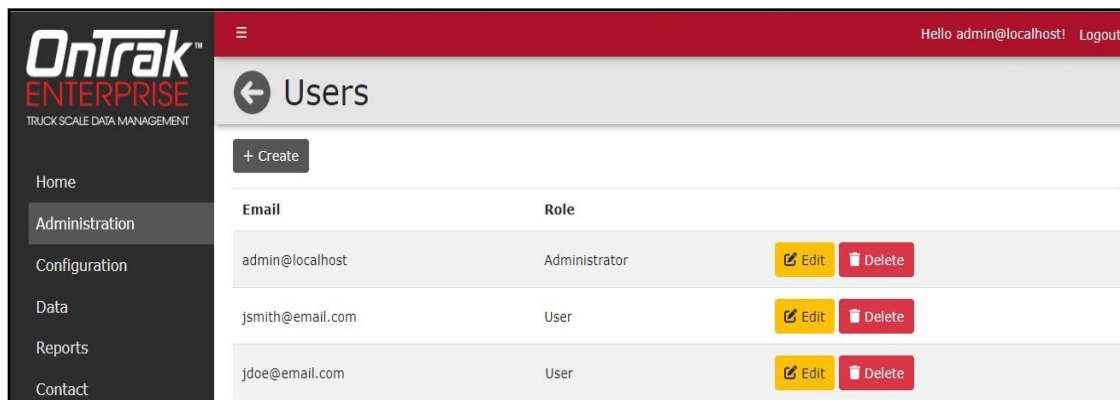 OnTrak™
ENTERPRISE
TRUCK SCALE DATA MANAGEMENT
Home
Administration
Configuration
Data
Reports
Contact
Hello admin@localhost! Logout
Users
+ Create
Email Role
admin@localhost Administrator Edit Delete
jsmith@email.com User Edit Delete
jdoe@email.com User Edit Delete